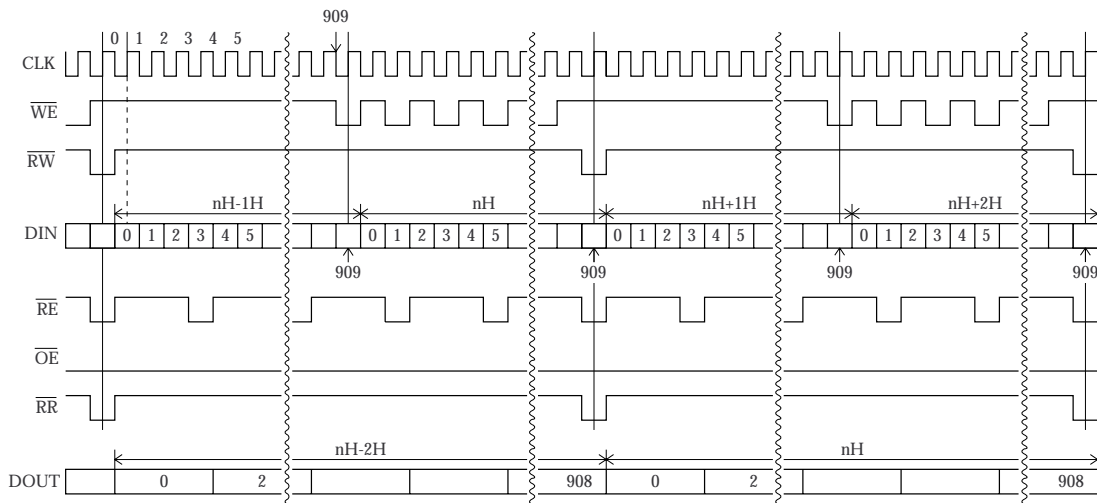 909
0 1 2 3 4 5
CLK
WE
RW
nH-1H nH nH+1H nH+2H
DIN 0 1 2 3 4 5 0 1 2 3 4 5 0 1 2 3 4 5 0 1 2 3 4 5
909 909 909 909
RE
OE
RR
nH-2H nH
DOUT 0 2 908 0 2 908